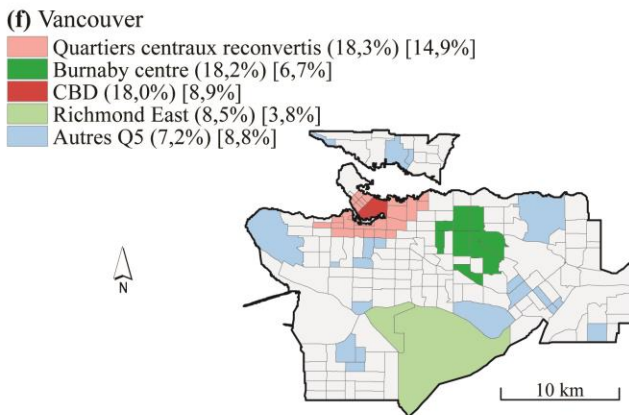 (f) Vancouver
Quartiers centraux reconvertis (18,3%) [14,9%]
Burnaby centre (18,2%) [6,7%]
CBD (18,0%) [8,9%]
Richmond East (8,5%) [3,8%]
Autres Q5 (7,2%) [8,8%]
N
10 km